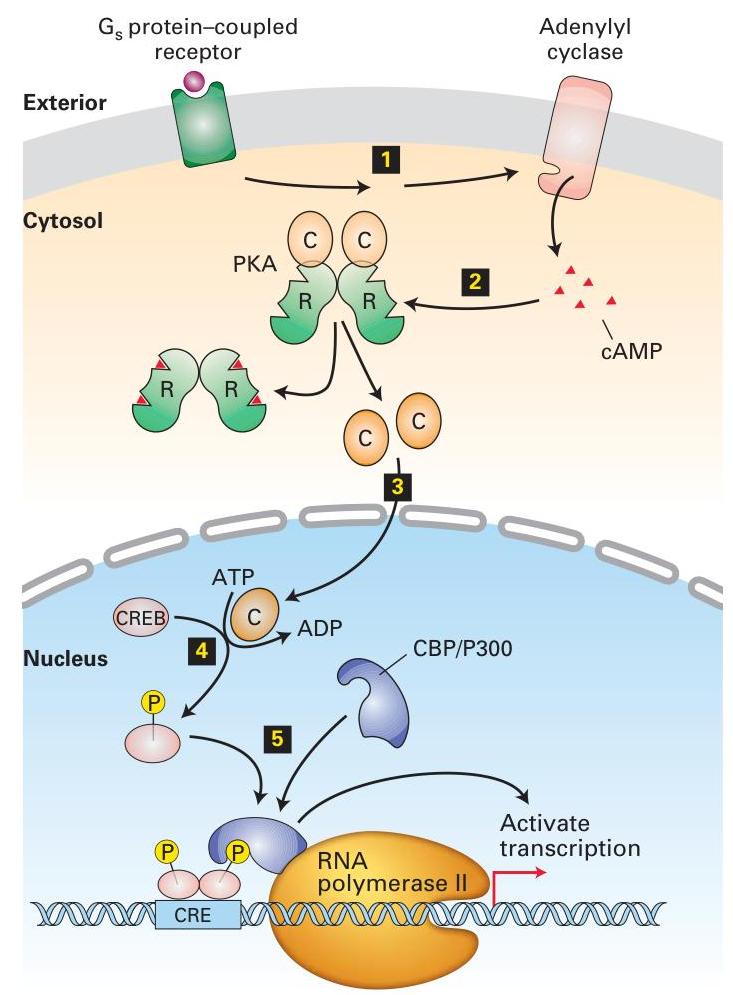 Gs protein–coupled
receptor
Adenylyl
cyclase
Exterior
1
Cytosol
C
C
PKA
R
R
2
cAMP
R
R
C
C
3
ATP
CREB
C
ADP
4
Nucleus
CBP/P300
P
5
Activate
transcription
P
P
RNA
polymerase II
CRE